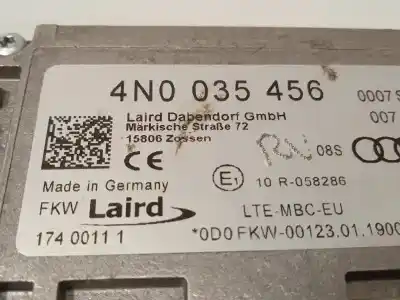 4N0 035 456
0007 S
Laird Dabendorf GmbH
Märkische Straße 72
15806 Zossen
007
08S
CE
Made in Germany
E1
10 R-058286
FKW Laird
LTE-MBC-EU
174 0011 1
*0D0 FKW-00123.01.1900